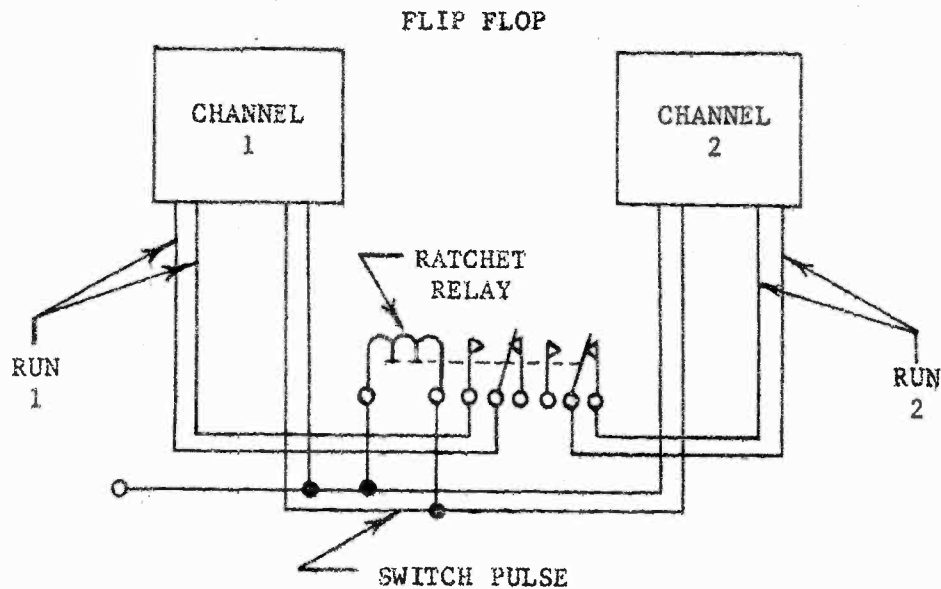 FLIP FLOP
CHANNEL
1
CHANNEL
2
RATCHET
RELAY
RUN
1
RUN
2
SWITCH PULSE